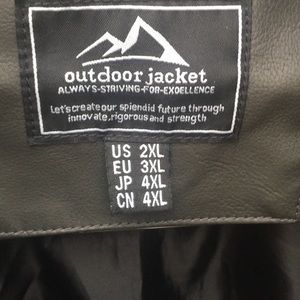 outdoor jacket
ALWAYS-STRIVING-FOR-EXOELLENCE
Let's create our splendid future through
innovate,rigorous and strength
US 2XL
EU 3XL
JP 4XL
CN 4XL